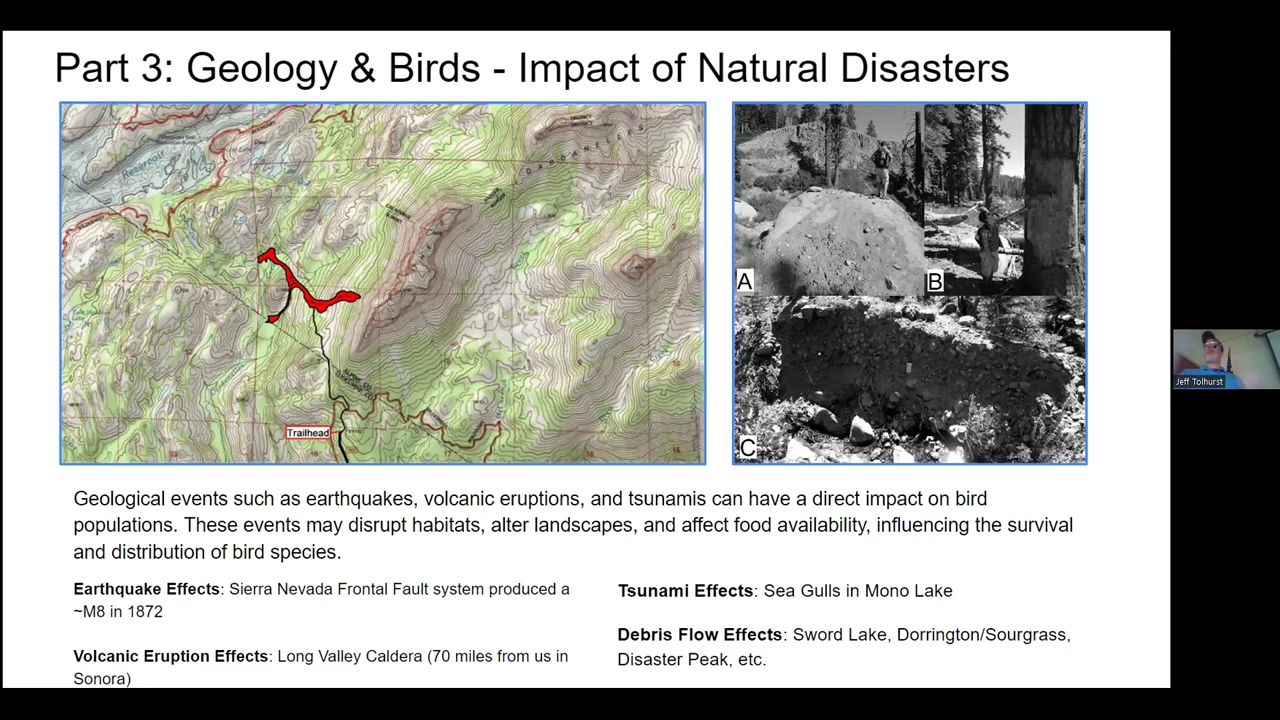 Part 3: Geology & Birds - Impact of Natural Disasters
DARDANELLES
Trailhead
A
B
C
Geological events such as earthquakes, volcanic eruptions, and tsunamis can have a direct impact on bird
populations. These events may disrupt habitats, alter landscapes, and affect food availability, influencing the survival
and distribution of bird species.
Earthquake Effects: Sierra Nevada Frontal Fault system produced a
~M8 in 1872
Volcanic Eruption Effects: Long Valley Caldera (70 miles from us in
Sonora)
Tsunami Effects: Sea Gulls in Mono Lake
Debris Flow Effects: Sword Lake, Dorrington/Sourgrass,
Disaster Peak, etc.
Jeff Tolhurst